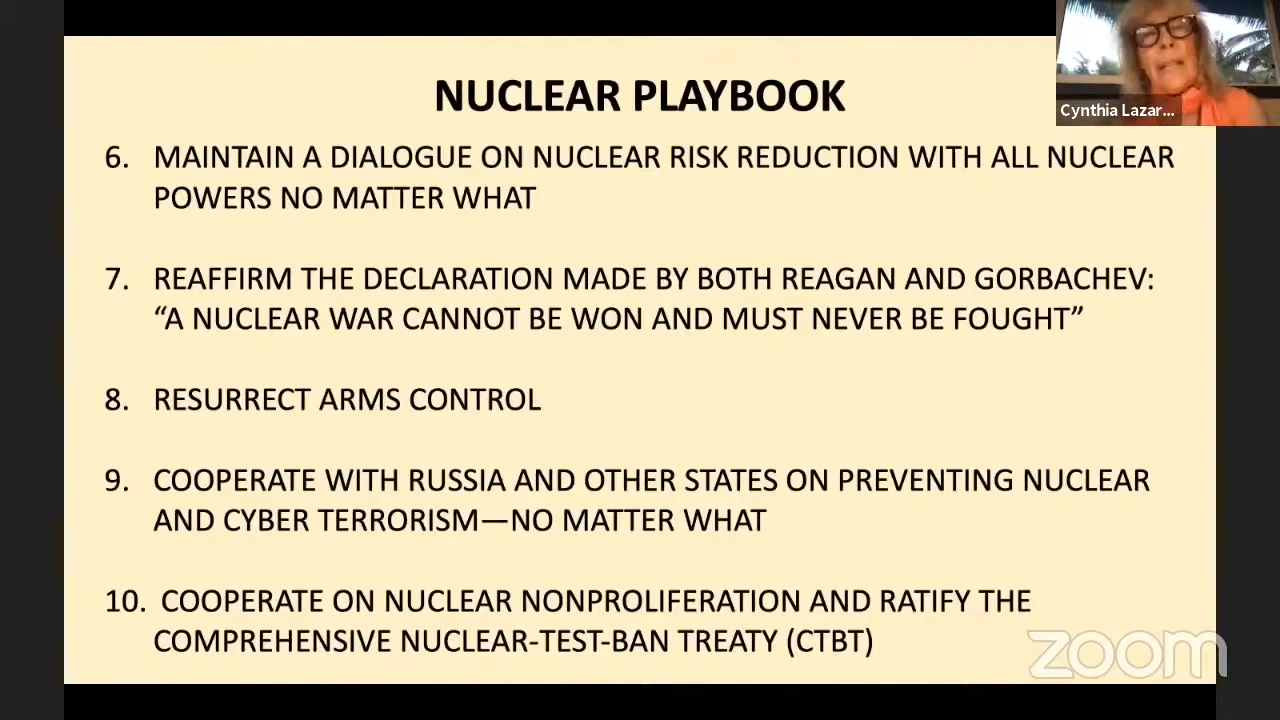 NUCLEAR PLAYBOOK
Cynthia Lazar...
6. MAINTAIN A DIALOGUE ON NUCLEAR RISK REDUCTION WITH ALL NUCLEAR
POWERS NO MATTER WHAT
7. REAFFIRM THE DECLARATION MADE BY BOTH REAGAN AND GORBACHEV:
“A NUCLEAR WAR CANNOT BE WON AND MUST NEVER BE FOUGHT”
8. RESURRECT ARMS CONTROL
9. COOPERATE WITH RUSSIA AND OTHER STATES ON PREVENTING NUCLEAR
AND CYBER TERRORISM—NO MATTER WHAT
10. COOPERATE ON NUCLEAR NONPROLIFERATION AND RATIFY THE
COMPREHENSIVE NUCLEAR-TEST-BAN TREATY (CTBT)
zoom